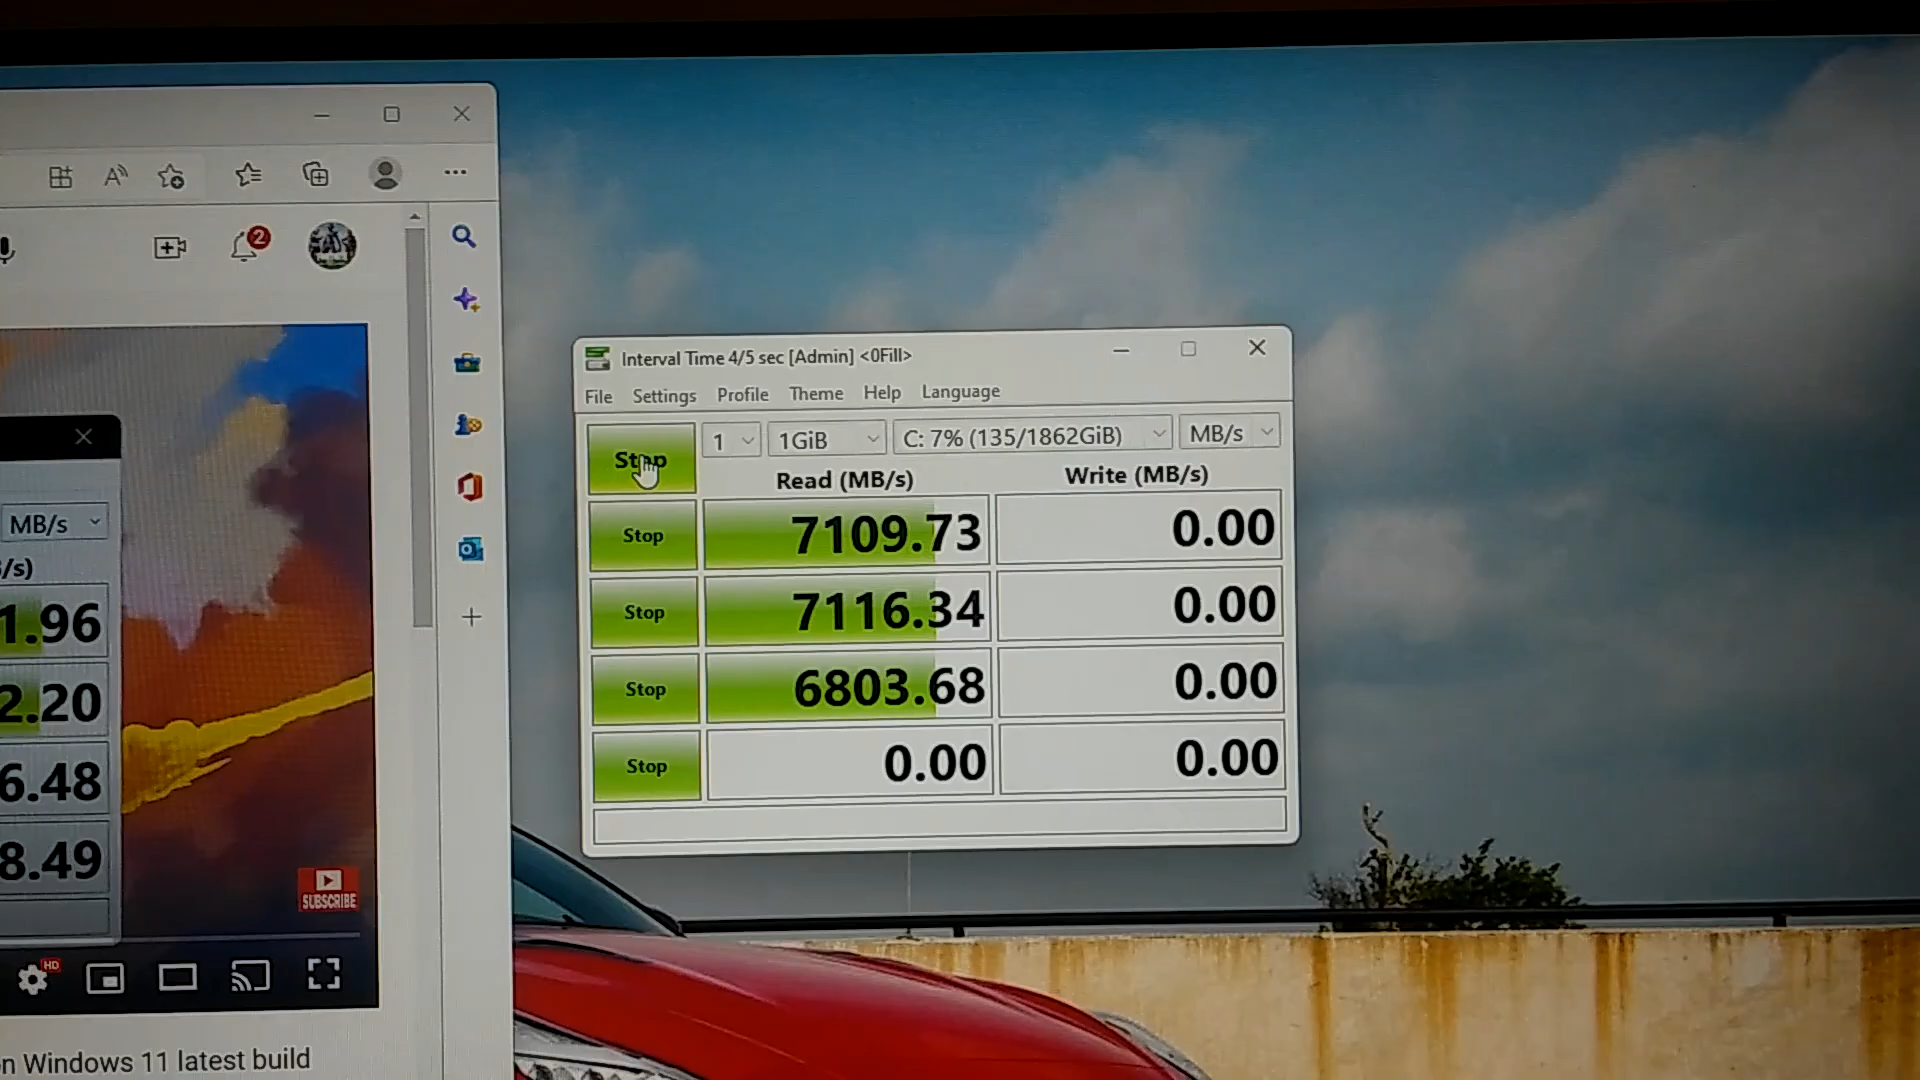 2
MB/s
/s)
1.96
2.20
6.48
8.49
SUBSCRIBE
HD
n Windows 11 latest build
Interval Time 4/5 sec [Admin] <0Fill>
File Settings Profile Theme Help Language
Stop 1 1GiB C: 7% (135/1862GiB) MB/s
Read (MB/s) Write (MB/s)
Stop 7109.73 0.00
Stop 7116.34 0.00
Stop 6803.68 0.00
Stop 0.00 0.00